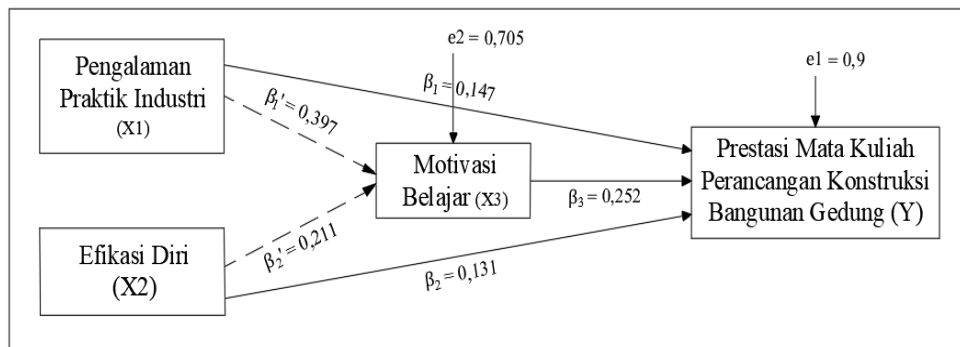 e2 = 0,705
Pengalaman
Praktik Industri
(X1)
e1 = 0,9
β₁ = 0,147
β₁' = 0,397
Motivasi
Belajar (X3)
Prestasi Mata Kuliah
Perancangan Konstruksi
Bangunan Gedung (Y)
β₃ = 0,252
Efikasi Diri
(X2)
β₂' = 0,211
β₂ = 0,131